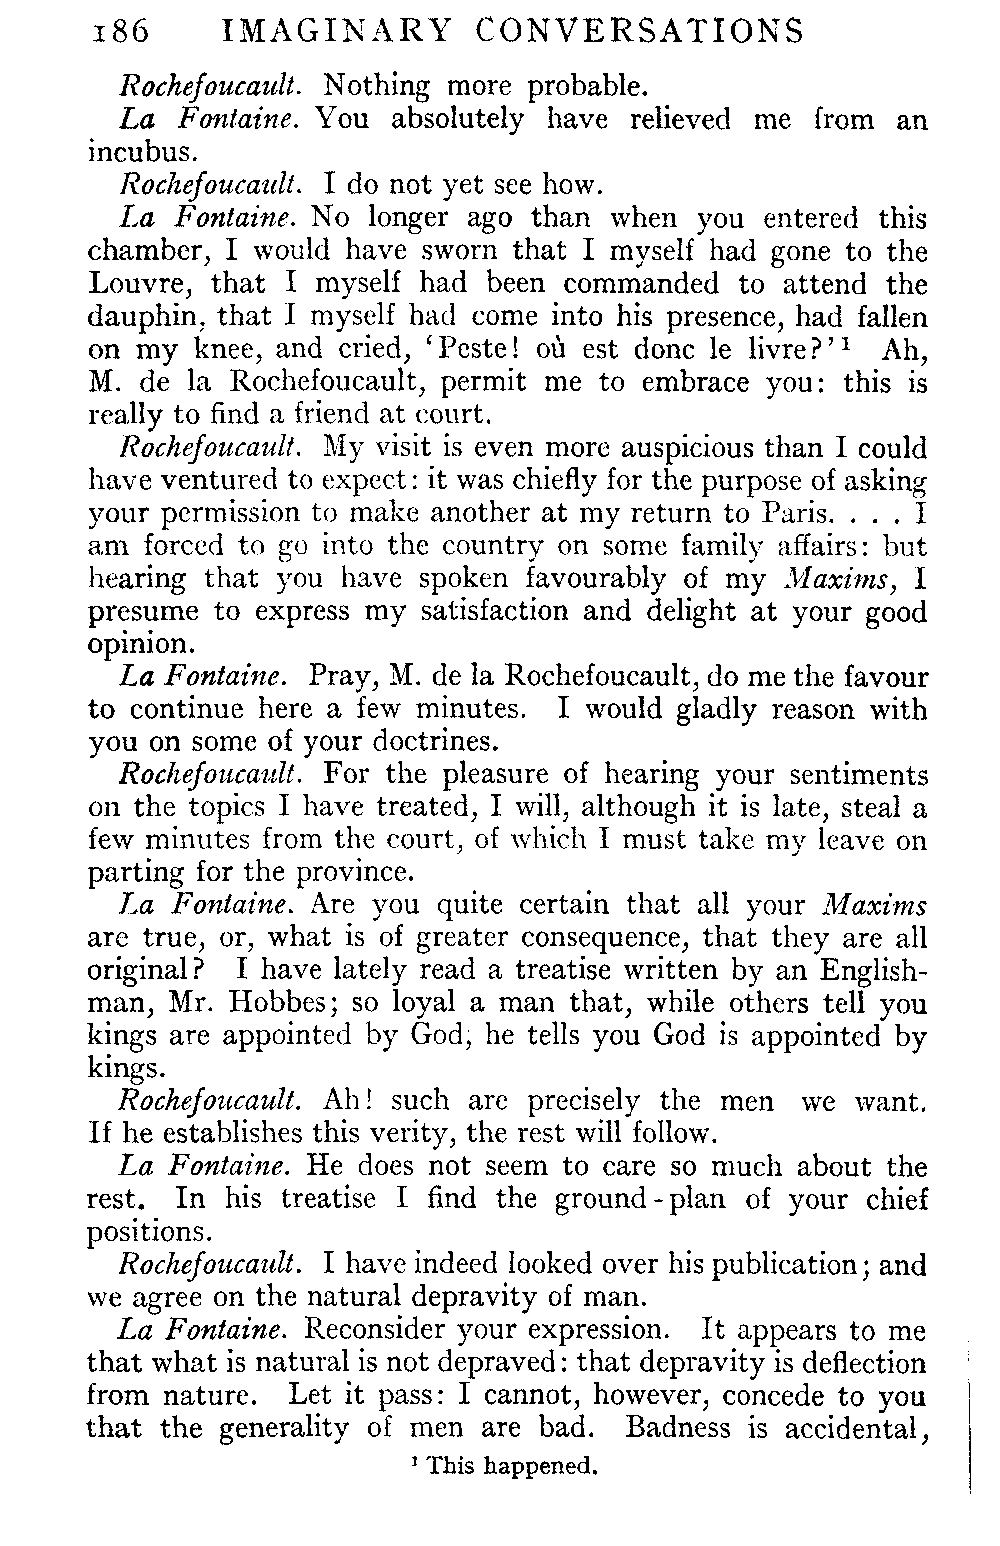 186 IMAGINARY CONVERSATIONS
Rochefoucault. Nothing more probable.
La Fontaine. You absolutely have relieved me from an
incubus.
Rochefoucault. I do not yet see how.
La Fontaine. No longer ago than when you entered this
chamber, I would have sworn that I myself had gone to the
Louvre, that I myself had been commanded to attend the
dauphin, that I myself had come into his presence, had fallen
on my knee, and cried, ‘Peste! où est donc le livre?’¹ Ah,
M. de la Rochefoucault, permit me to embrace you: this is
really to find a friend at court.
Rochefoucault. My visit is even more auspicious than I could
have ventured to expect: it was chiefly for the purpose of asking
your permission to make another at my return to Paris. . . . I
am forced to go into the country on some family affairs: but
hearing that you have spoken favourably of my Maxims, I
presume to express my satisfaction and delight at your good
opinion.
La Fontaine. Pray, M. de la Rochefoucault, do me the favour
to continue here a few minutes. I would gladly reason with
you on some of your doctrines.
Rochefoucault. For the pleasure of hearing your sentiments
on the topics I have treated, I will, although it is late, steal a
few minutes from the court, of which I must take my leave on
parting for the province.
La Fontaine. Are you quite certain that all your Maxims
are true, or, what is of greater consequence, that they are all
original? I have lately read a treatise written by an English-
man, Mr. Hobbes; so loyal a man that, while others tell you
kings are appointed by God, he tells you God is appointed by
kings.
Rochefoucault. Ah! such are precisely the men we want.
If he establishes this verity, the rest will follow.
La Fontaine. He does not seem to care so much about the
rest. In his treatise I find the ground-plan of your chief
positions.
Rochefoucault. I have indeed looked over his publication; and
we agree on the natural depravity of man.
La Fontaine. Reconsider your expression. It appears to me
that what is natural is not depraved: that depravity is deflection
from nature. Let it pass: I cannot, however, concede to you
that the generality of men are bad. Badness is accidental,
¹ This happened.